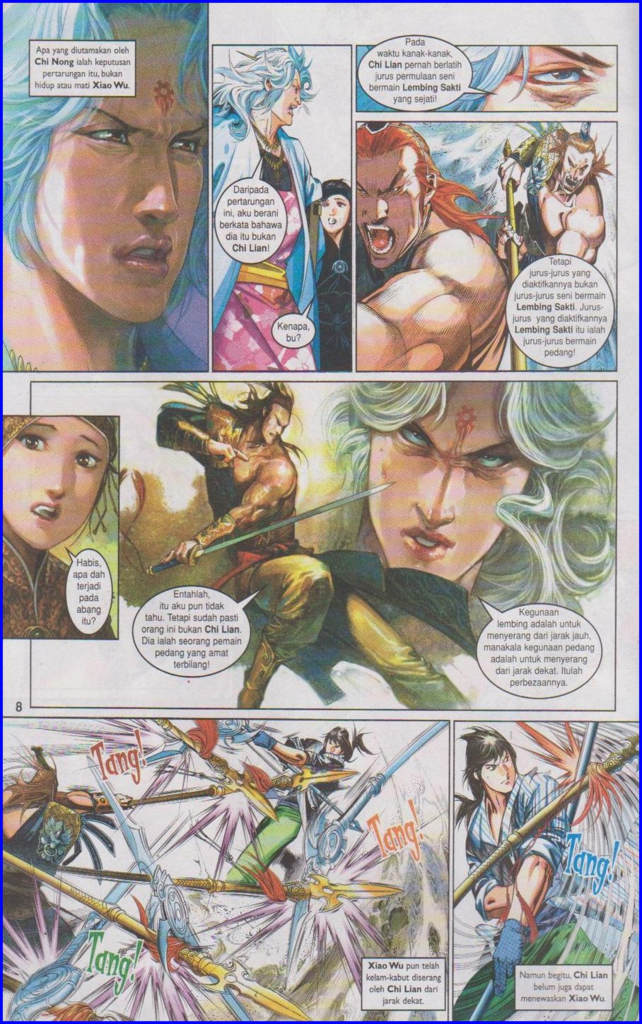 Apa yang diutamakan oleh
Chi Nong ialah keputusan
pertarungan itu, bukan
hidup atau mati Xiao Wu.
Daripada
pertarungan
ini, aku berani
berkata bahawa
dia itu bukan
Chi Lian!
Kenapa,
bu?
Pada
waktu kanak-kanak,
Chi Lian pernah berlatih
jurus permulaan seni
bermain Lembing Sakti
yang sejati!
Tetapi
jurus-jurus yang
diaktifkannya bukan
jurus-jurus seni bermain
Lembing Sakti. Jurus-
jurus yang diaktifkannya
Lembing Sakti itu ialah
jurus-jurus bermain
pedang!
Habis,
apa dah
terjadi
pada
abang
itu?
Entahlah,
itu aku pun tidak
tahu. Tetapi sudah pasti
orang ini bukan Chi Lian.
Dia ialah seorang pemain
pedang yang amat
terbilang!
Kegunaan
lembing adalah untuk
menyerang dari jarak jauh,
manakala kegunaan pedang
adalah untuk menyerang
dari jarak dekat. Itulah
perbezaannya.
8
Tang!
Tang!
Tang!
Xiao Wu pun telah
kelam-kabut diserang
oleh Chi Lian dari
jarak dekat.
Tang!
Namun begitu, Chi Lian
belum juga dapat
menewaskan Xiao Wu.